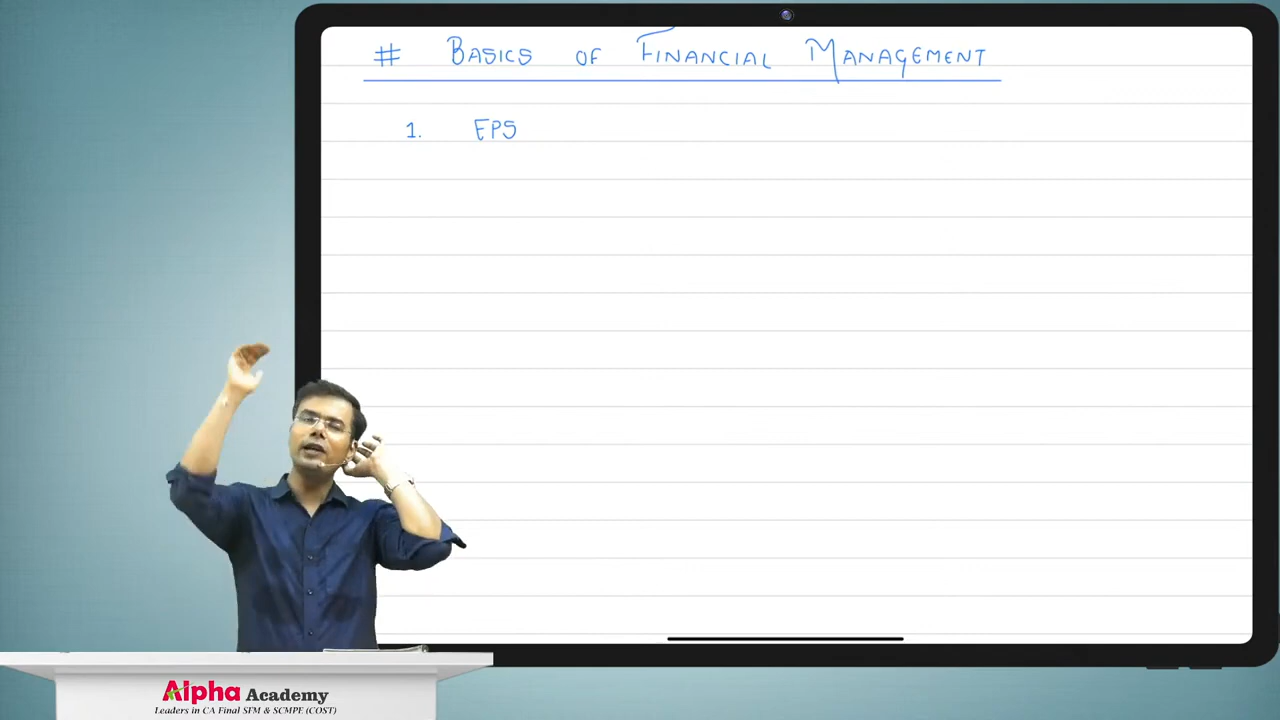 # BASICS OF FINANCIAL MANAGEMENT
1. EPS
Alpha Academy
Leaders in CA Final SFM & SCMPE (COST)